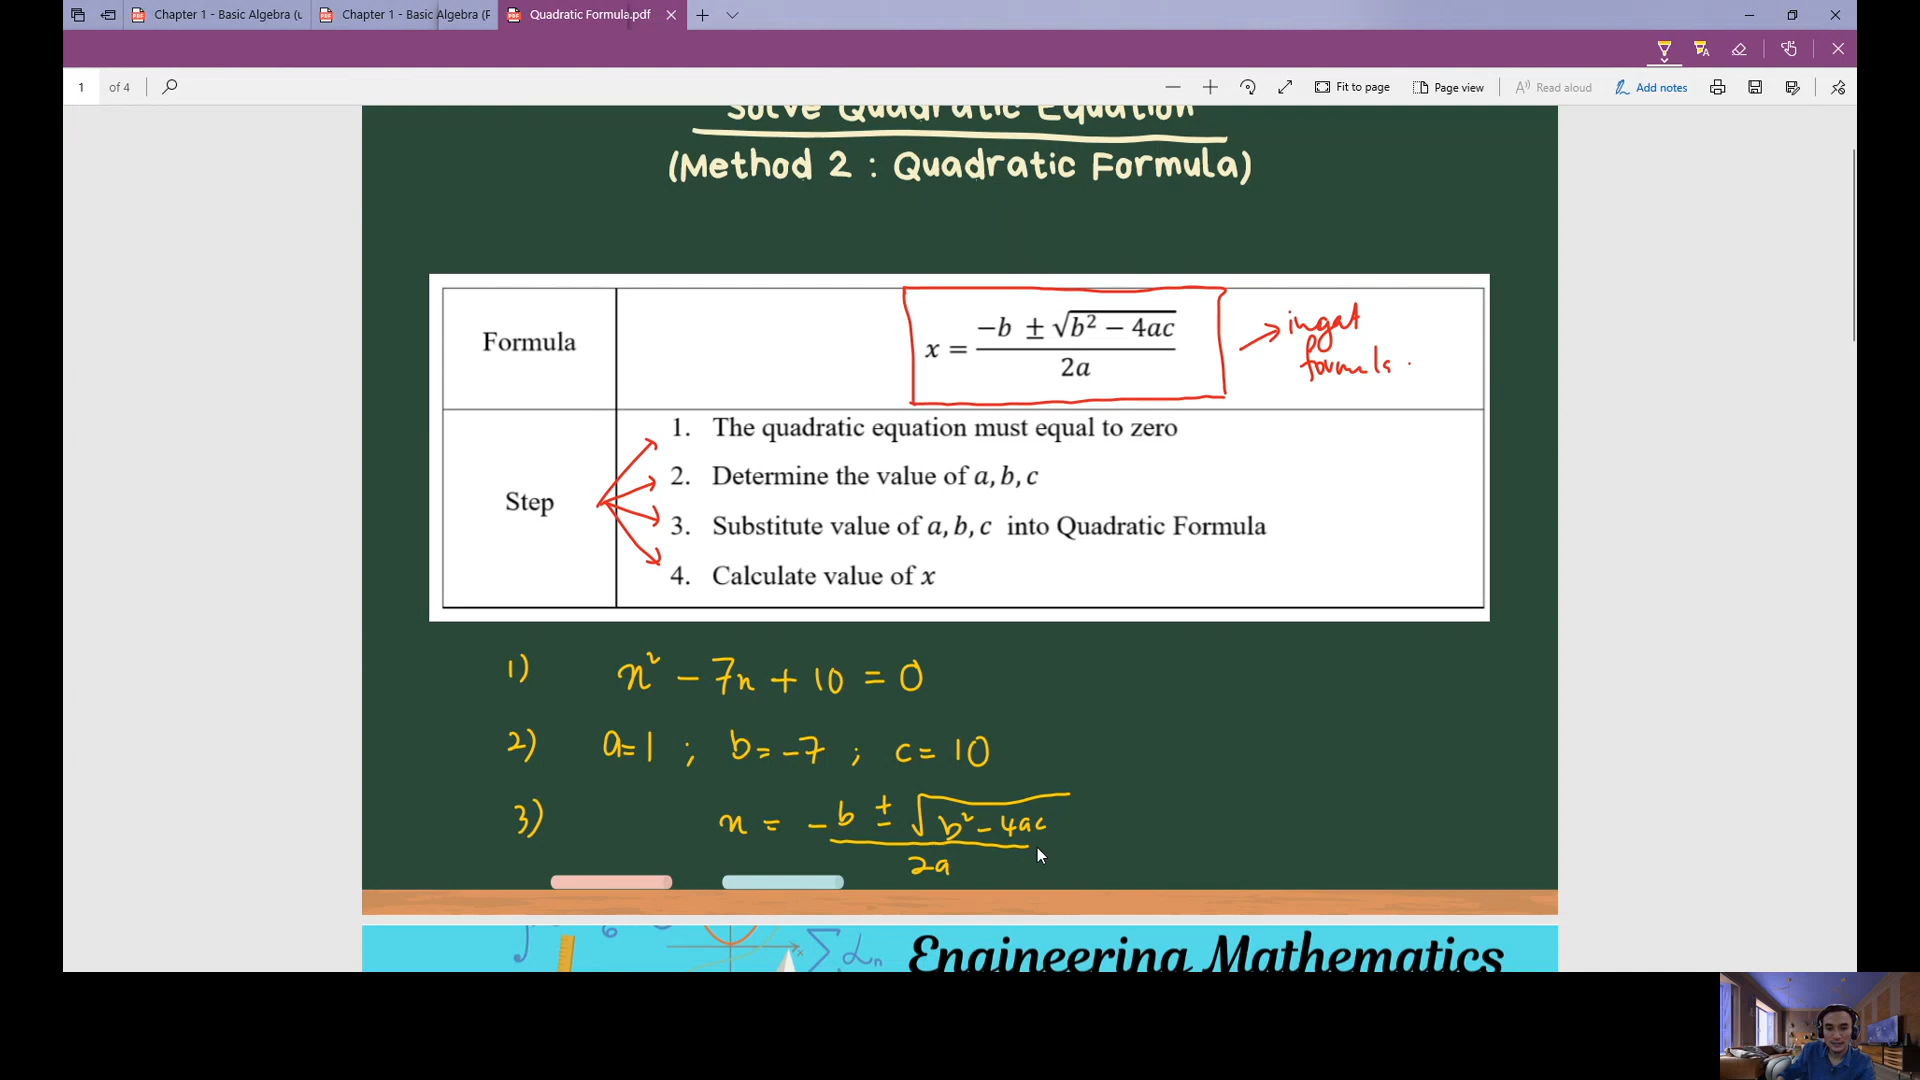 Chapter 1 - Basic Algebra (u
Chapter 1 - Basic Algebra (F
Quadratic Formula.pdf
1 of 4
Fit to page
Page view
Read aloud
Add notes
Solve Quadratic Equation
(Method 2 : Quadratic Formula)
Formula
x = −b ± √b² − 4ac / 2a
ingat
formula
Step
1. The quadratic equation must equal to zero
2. Determine the value of a, b, c
3. Substitute value of a, b, c into Quadratic Formula
4. Calculate value of x
1) x² - 7x + 10 = 0
2) a=1 ; b= -7 ; c= 10
3) x = -b ± √b² - 4ac / 2a
Engineering Mathematics